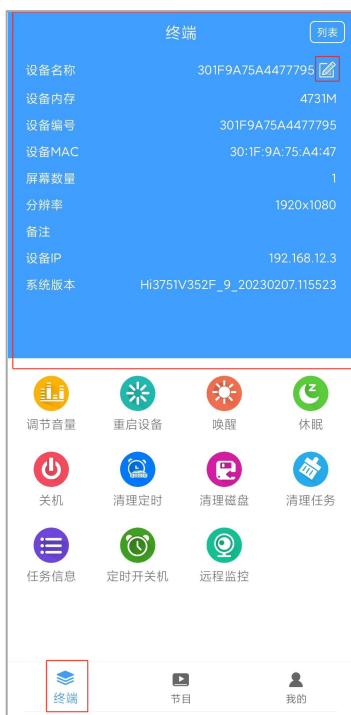 终端 列表
设备名称 301F9A75A4477795
设备内存 4731M
设备编号 301F9A75A4477795
设备MAC 30:1F:9A:75:A4:47
屏幕数量 1
分辨率 1920x1080
备注
设备IP 192.168.12.3
系统版本 Hi3751V352F_9_20230207.115523
调节音量 重启设备 唤醒 休眠
关机 清理定时 清理磁盘 清理任务
任务信息 定时开关机 远程监控
终端 节目 我的